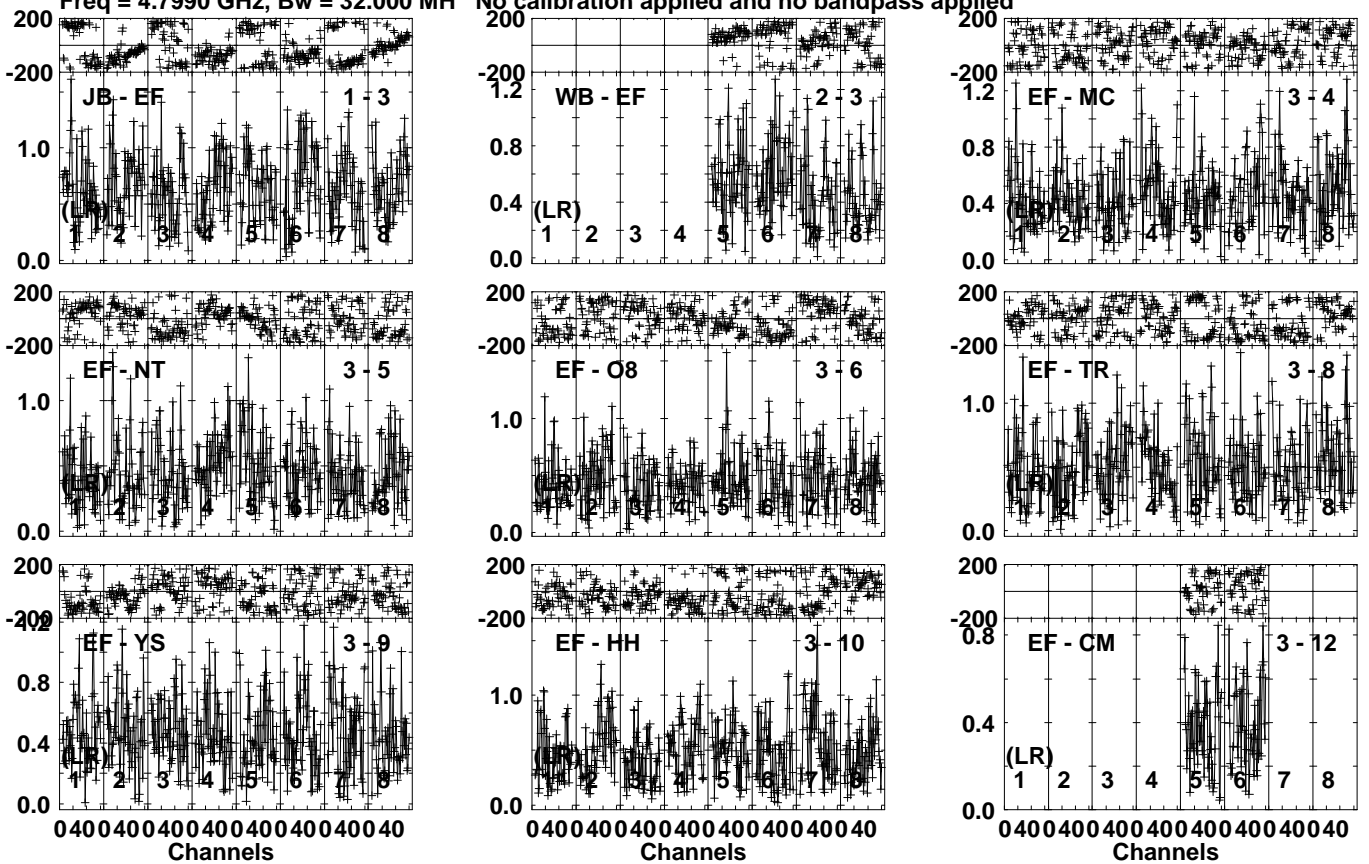 Freq = 4.7990 GHz, Bw = 32.000 MH No calibration applied and no bandpass applied
200
-200
JB - EF 1 - 3
1.0
(LR)
1 2 3 4 5 6 7 8
0.0
200
-200
WB - EF 2 - 3
1.2
0.8
0.4
(LR)
1 2 3 4 5 6 7 8
0.0
200
-200
EF - MC 3 - 4
1.2
0.8
0.4
(LR)
1 2 3 4 5 6 7 8
0.0
200
-200
EF - NT 3 - 5
1.0
(LR)
1 2 3 4 5 6 7 8
0.0
200
-200
EF - O8 3 - 6
1.0
(LR)
1 2 3 4 5 6 7 8
0.0
200
-200
EF - TR 3 - 8
1.0
(LR)
1 2 3 4 5 6 7 8
0.0
200
-200
1.2
EF - YS 3 - 9
0.8
0.4
(LR)
1 2 3 4 5 6 7 8
0.0
0 40 0 40 0 40 0 40 0 40 0 40 0 40 0 40
Channels
200
-200
EF - HH 3 - 10
1.0
(LR)
1 2 3 4 5 6 7 8
0.0
0 40 0 40 0 40 0 40 0 40 0 40 0 40 0 40
Channels
200
-200
EF - CM 3 - 12
0.8
0.4
(LR)
1 2 3 4 5 6 7 8
0.0
0 40 0 40 0 40 0 40 0 40 0 40 0 40 0 40
Channels